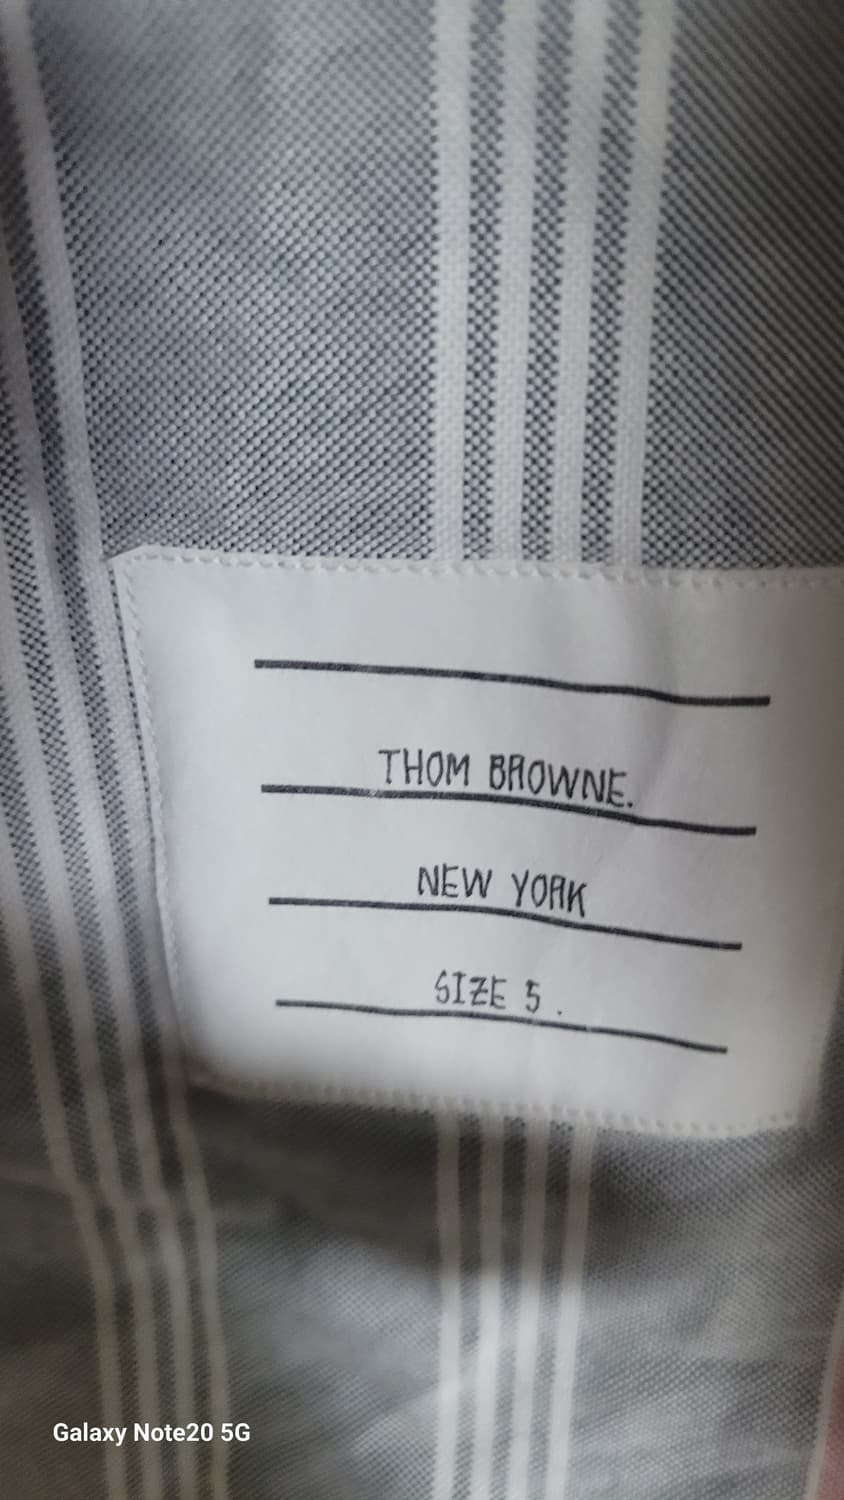 THOM BROWNE.
NEW YORK
SIZE 5.
Galaxy Note20 5G